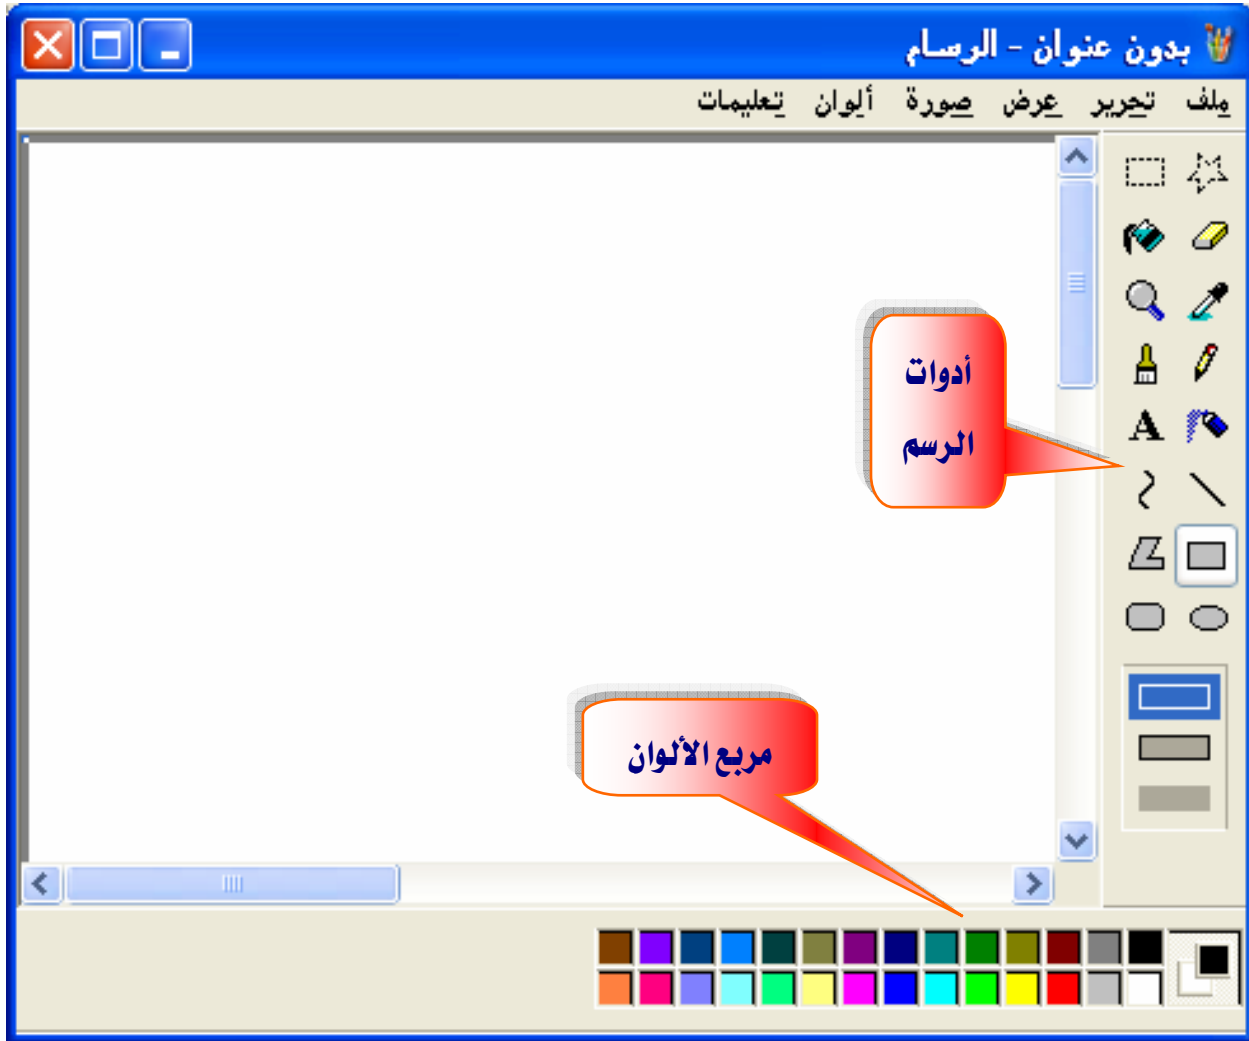 بدون عنوان - الرسام
ملف تحرير عرض صورة ألوان تعليمات
أدوات
الرسم
A
مربع الألوان